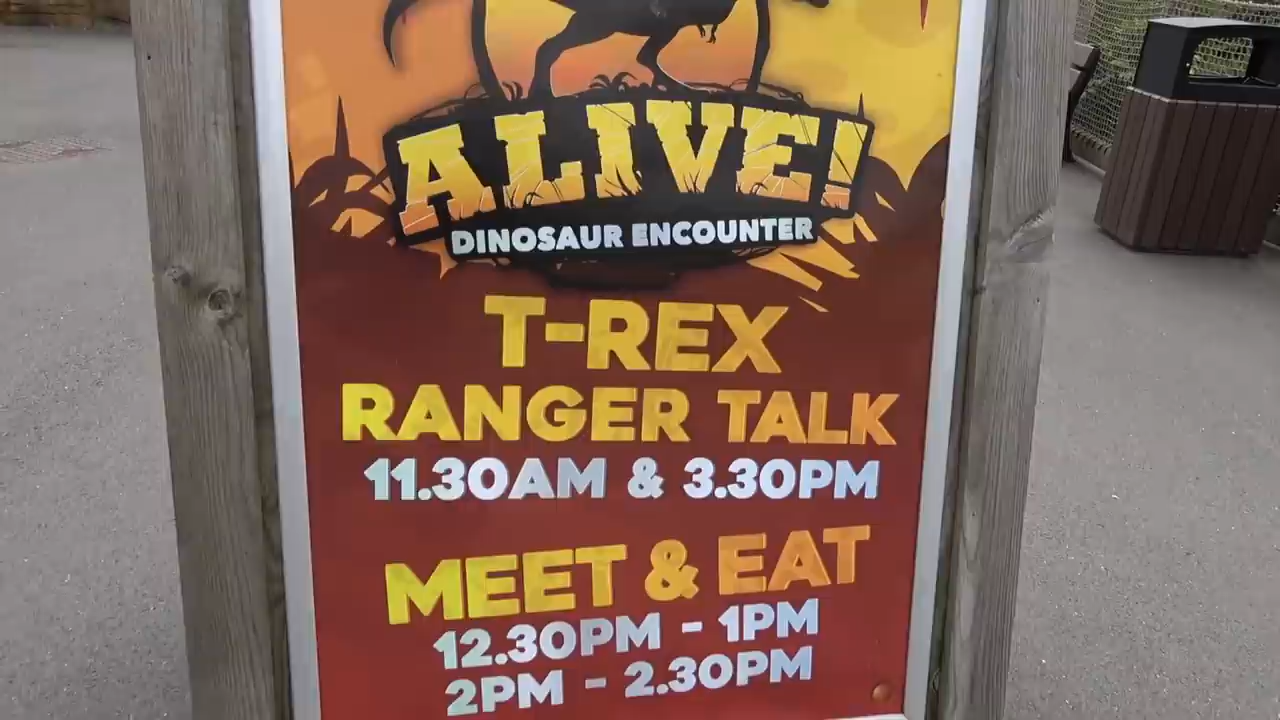 ALIVE!
DINOSAUR ENCOUNTER
T-REX
RANGER TALK
11.30AM & 3.30PM
MEET & EAT
12.30PM - 1PM
2PM - 2.30PM